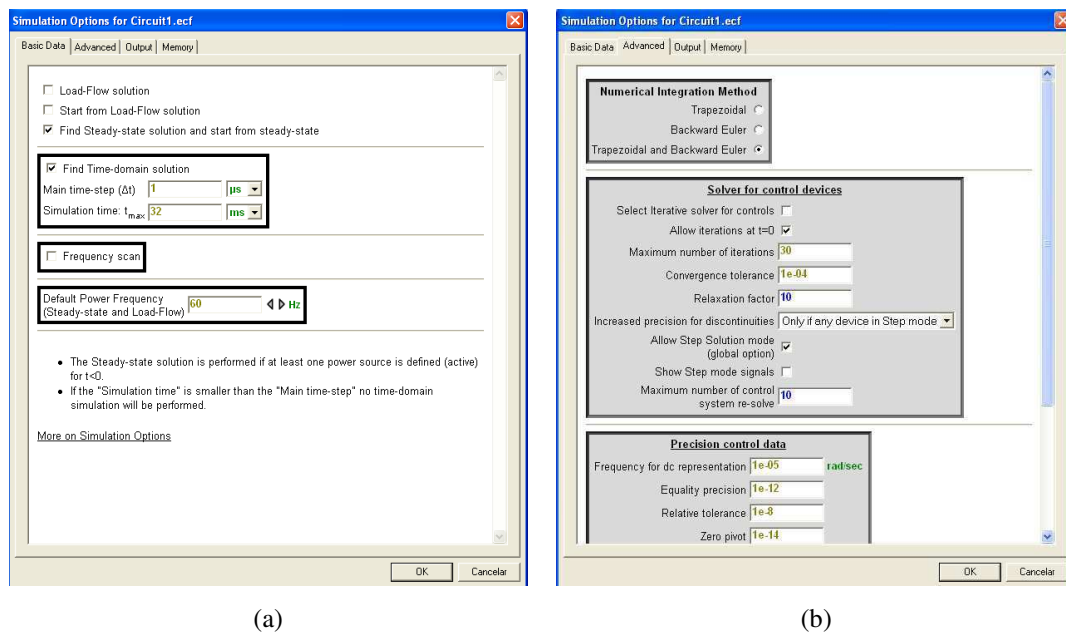 Simulation Options for Circuit1.ecf
Basic Data Advanced Output Memory
Load-Flow solution
Start from Load-Flow solution
Find Steady-state solution and start from steady-state
Find Time-domain solution
Main time-step (Δt) 1 µs
Simulation time: tmax 32 ms
Frequency scan
Default Power Frequency
(Steady-state and Load-Flow) 60 Hz
• The Steady-state solution is performed if at least one power source is defined (active)
for t<0.
• If the "Simulation time" is smaller than the "Main time-step" no time-domain
simulation will be performed.
More on Simulation Options
OK Cancelar
(a)
Simulation Options for Circuit1.ecf
Basic Data Advanced Output Memory
Numerical Integration Method
Trapezoidal
Backward Euler
Trapezoidal and Backward Euler
Solver for control devices
Select Iterative solver for controls
Allow iterations at t=0
Maximum number of iterations 30
Convergence tolerance 1e-04
Relaxation factor 10
Increased precision for discontinuities Only if any device in Step mode
Allow Step Solution mode
(global option)
Show Step mode signals
Maximum number of control
system re-solve 10
Precision control data
Frequency for dc representation 1e-05 rad/sec
Equality precision 1e-12
Relative tolerance 1e-8
Zero pivot 1e-14
OK Cancelar
(b)